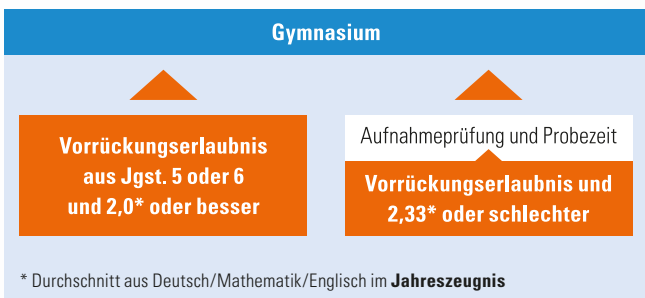 Gymnasium
Vorrückungserlaubnis
aus Jgst. 5 oder 6
und 2,0* oder besser
Aufnahmeprüfung und Probezeit
Vorrückungserlaubnis und
2,33* oder schlechter
* Durchschnitt aus Deutsch/Mathematik/Englisch im Jahreszeugnis